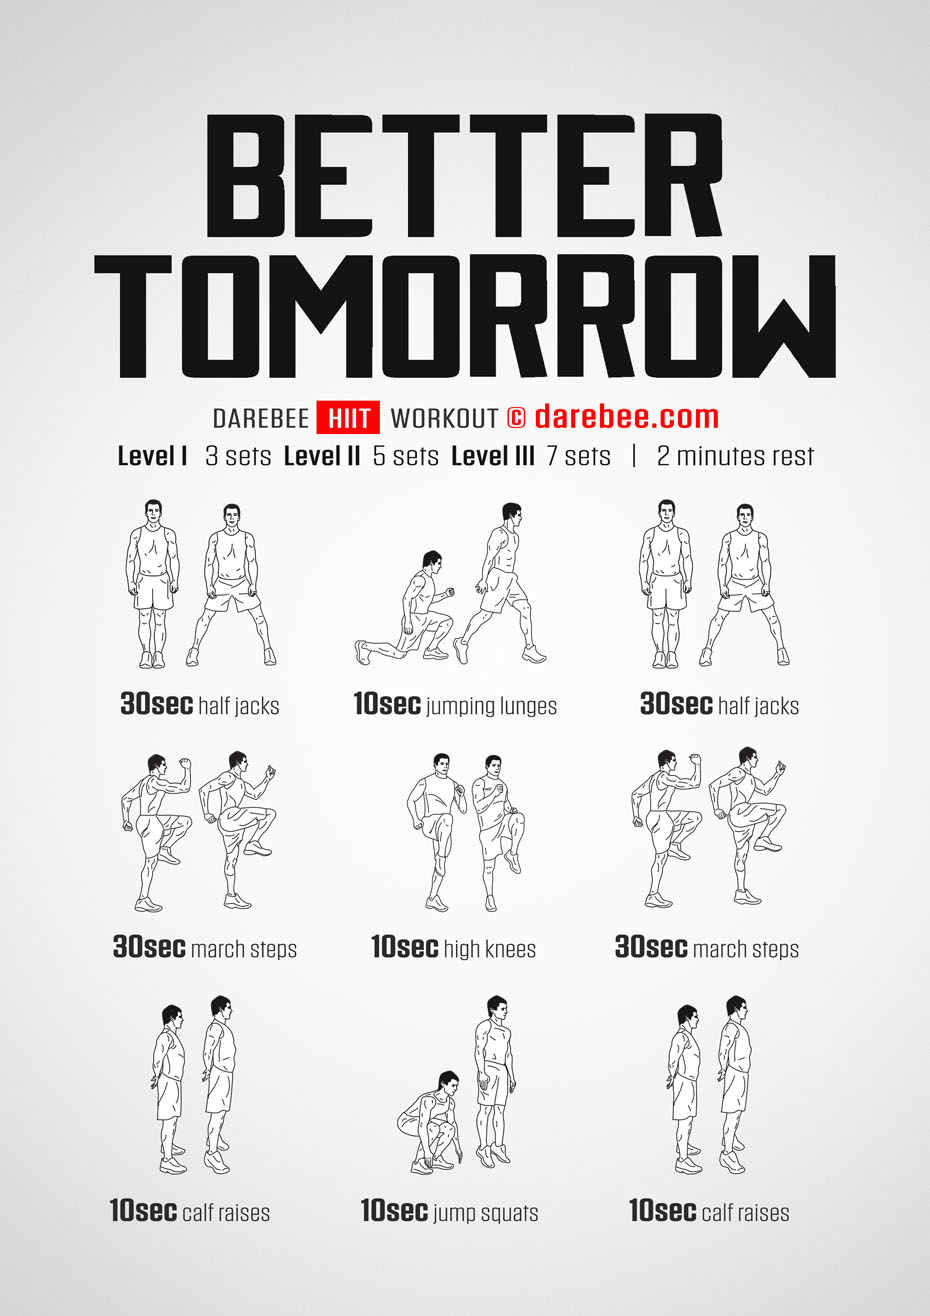 BETTER
TOMORROW
DAREBEE HIIT WORKOUT © darebee.com
Level I 3 sets Level II 5 sets Level III 7 sets | 2 minutes rest
30sec half jacks
10sec jumping lunges
30sec half jacks
30sec march steps
10sec high knees
30sec march steps
10sec calf raises
10sec jump squats
10sec calf raises